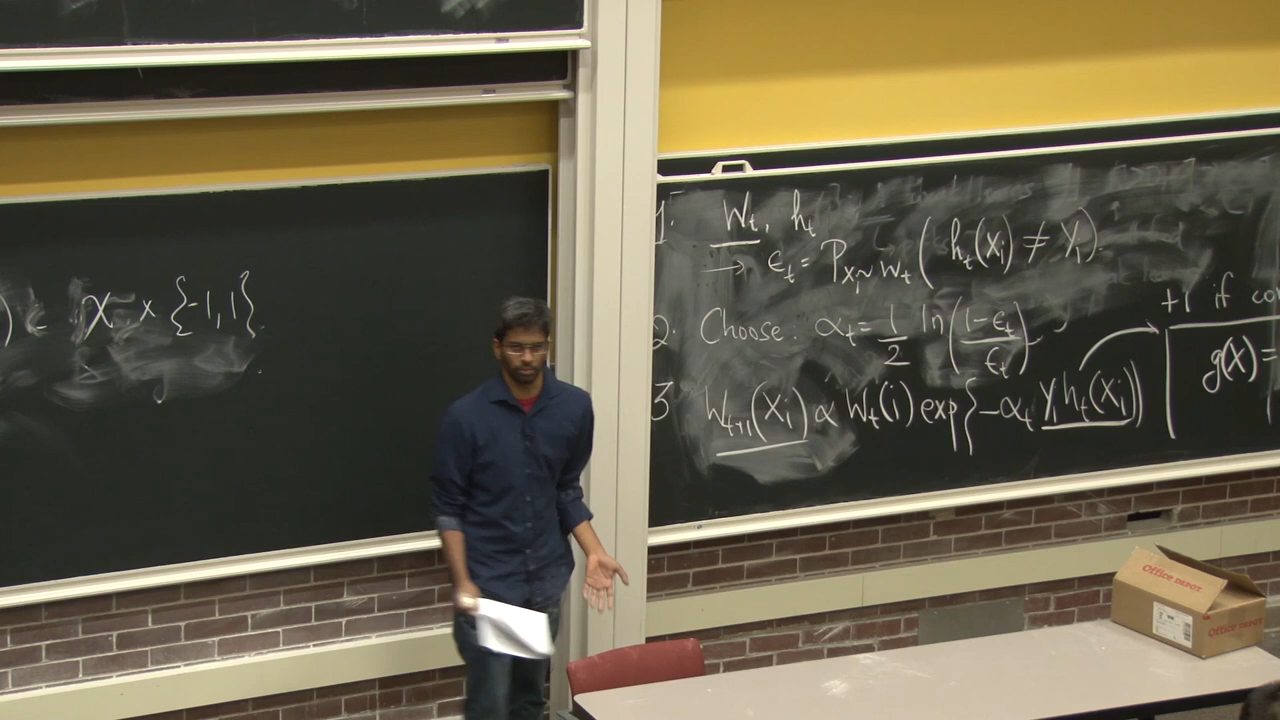 ) ∈ X × {-1, 1}.
1. W_t, h_t
→ ϵ_t = P_{X_i ~ W_t} ( h_t(X_i) ≠ Y_i ).
2. Choose: α_t = 1/2 ln( (1-ϵ_t)/ϵ_t ),
3 W_{t+1}(X_i) α W_t(i) exp{ -α_t Y_i h_t(X_i) }
+1 if
g(X) =
Office DEPOT
Office DEPOT